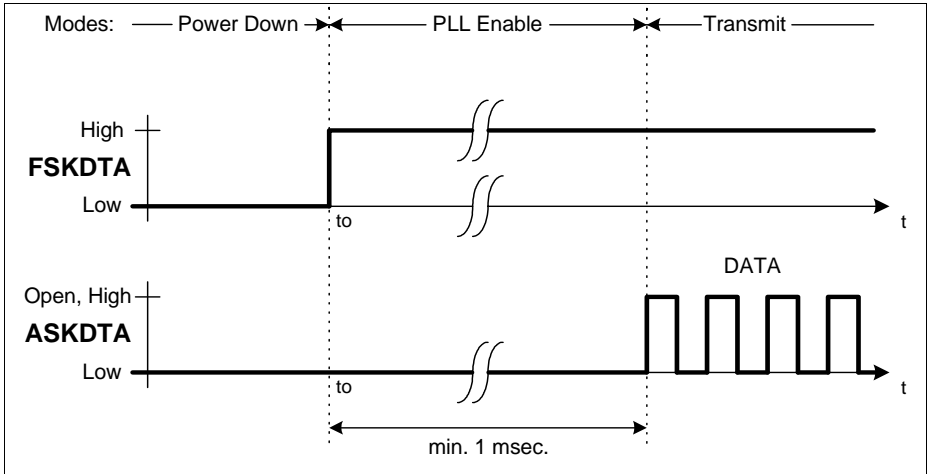 Modes: Power Down PLL Enable Transmit
High
FSKDTA
Low
to
t
DATA
Open, High
ASKDTA
Low
to
t
min. 1 msec.